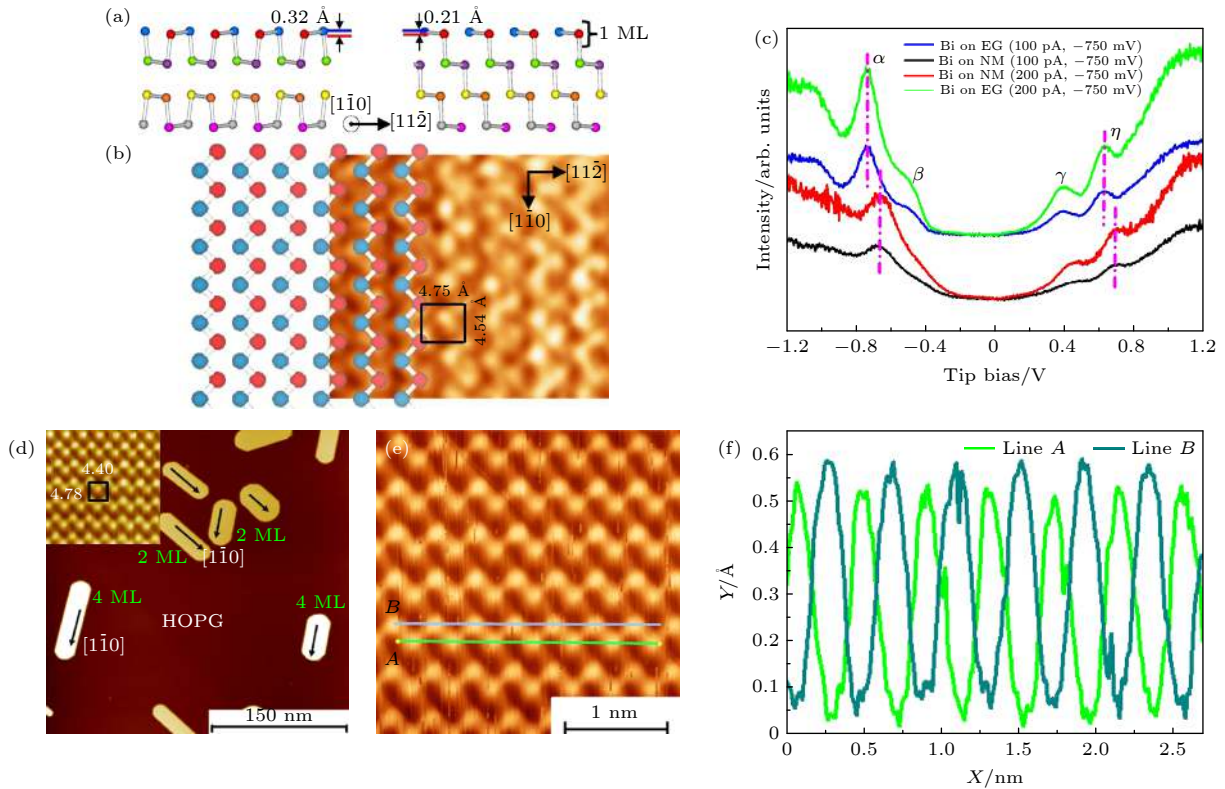 (a)
0.32 Å
0.21 Å
1 ML
[11̄0]
[112̄]
(b)
[112̄]
[11̄0]
4.75 Å
4.54 Å
(c)
Bi on EG (100 pA, −750 mV)
Bi on NM (100 pA, −750 mV)
Bi on NM (200 pA, −750 mV)
Bi on EG (200 pA, −750 mV)
α
β
γ
η
Intensity/arb. units
−1.2 −0.8 −0.4 0 0.4 0.8 1.2
Tip bias/V
(d)
4.40
4.78
2 ML
2 ML
[11̄0]
4 ML
4 ML
HOPG
[11̄0]
150 nm
(e)
B
A
1 nm
(f)
Line A
Line B
0.6
0.5
0.4
0.3
0.2
0.1
0
Y/Å
0 0.5 1.0 1.5 2.0 2.5
X/nm